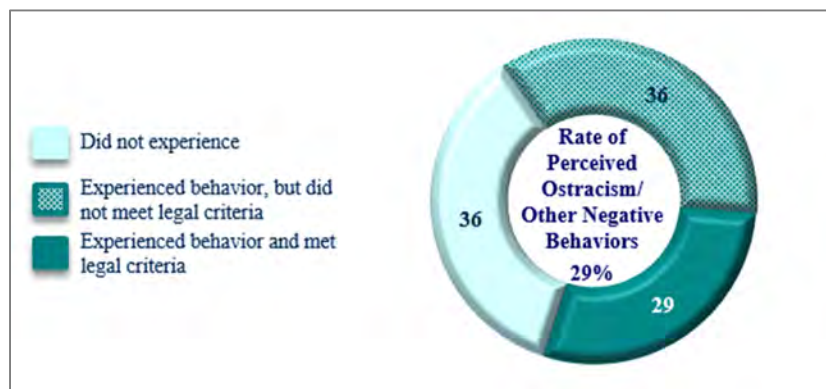 Did not experience
Experienced behavior, but did
not meet legal criteria
Experienced behavior and met
legal criteria
36
36
29
Rate of
Perceived
Ostracism/
Other Negative
Behaviors
29%